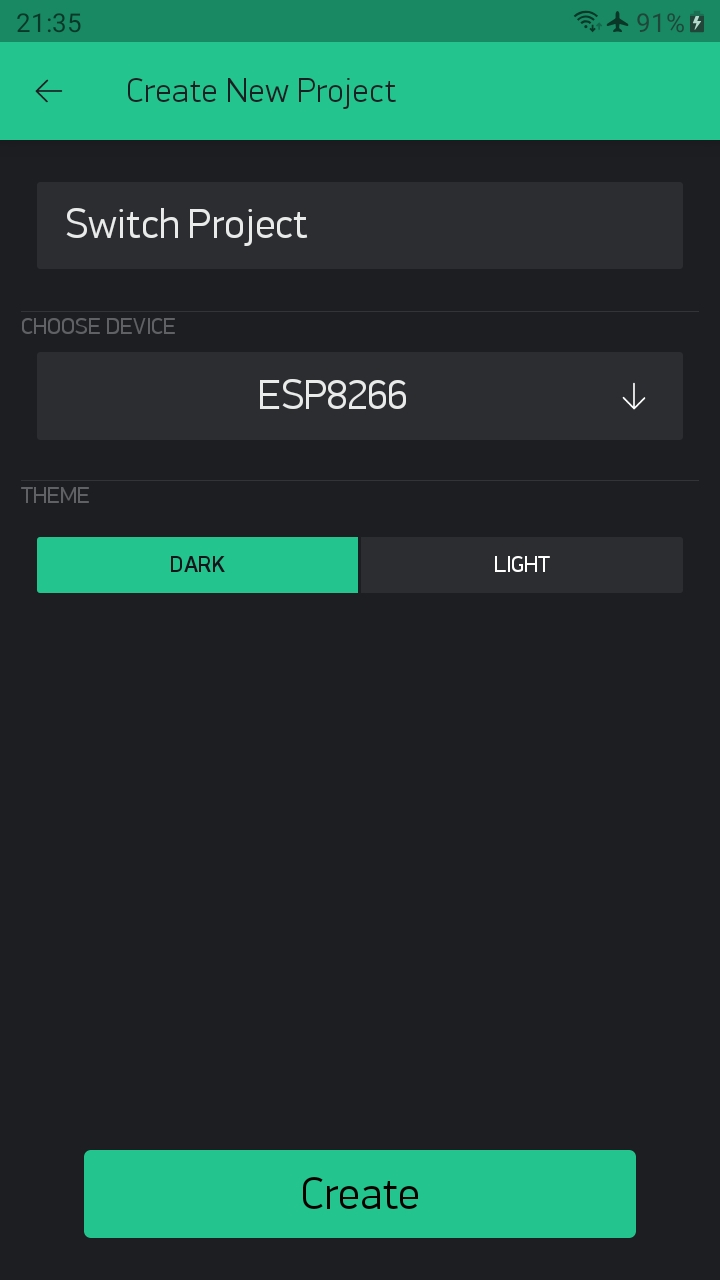 21:35 91%
Create New Project
Switch Project
CHOOSE DEVICE
ESP8266
THEME
DARK LIGHT
Create